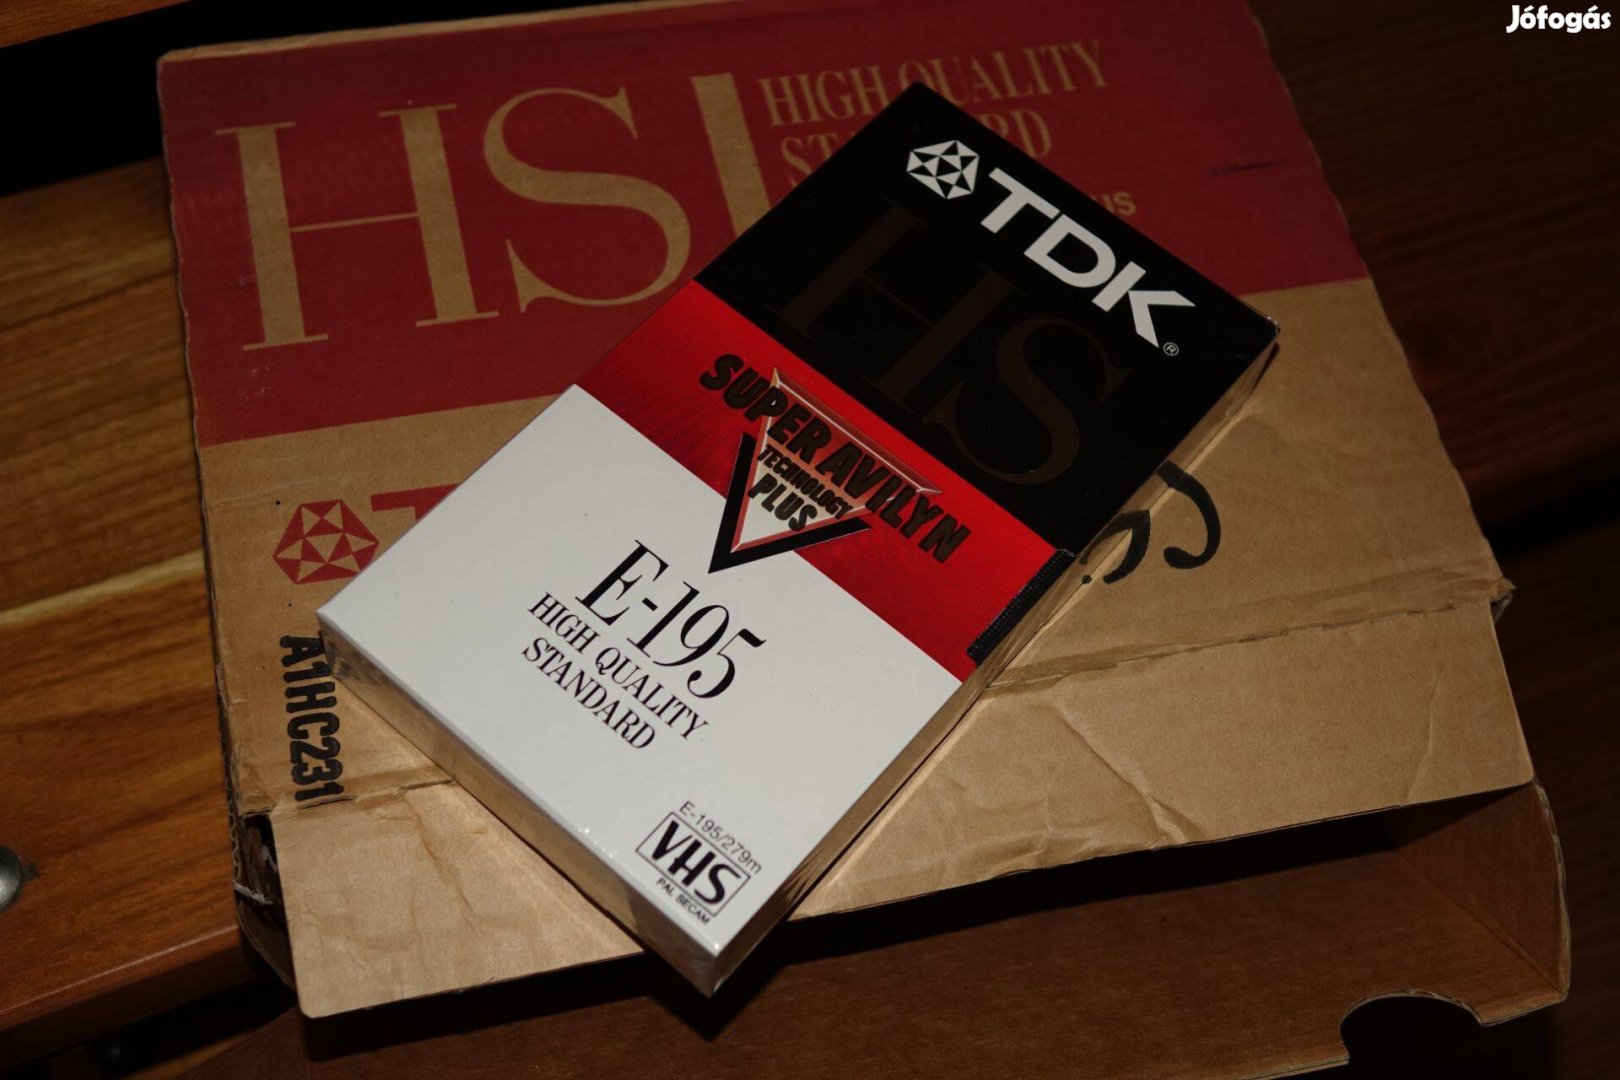 Jófogás
HS HIGH QUALITY
TDK®
HS
SUPER AVILYN
TECHNOLOGY
PLUS
E-195
HIGH QUALITY
STANDARD
E-195/279m
VHS
PAL SECAM
A1HC231